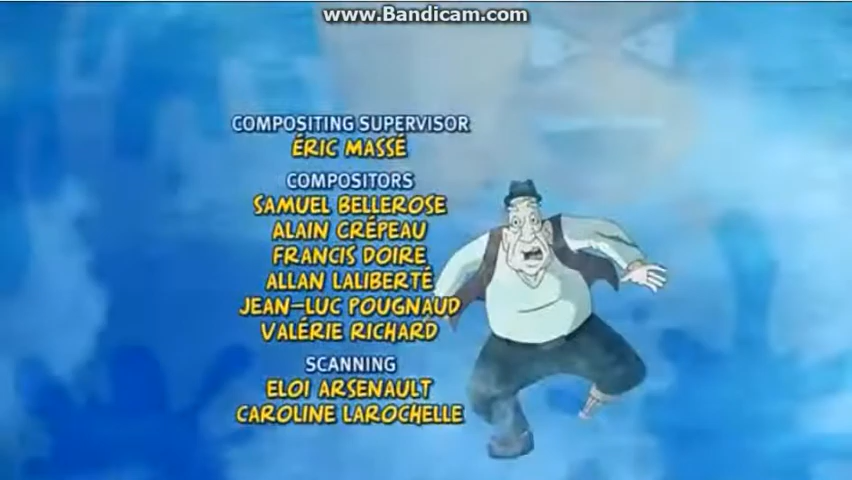 www.Bandicam.com
COMPOSITING SUPERVISOR
ÉRIC MASSÉ
COMPOSITORS
SAMUEL BELLEROSE
ALAIN CRÉPEAU
FRANCIS DOIRE
ALLAN LALIBERTÉ
JEAN-LUC POUGNAUD
VALÉRIE RICHARD
SCANNING
ELOI ARSENAULT
CAROLINE LAROCHELLE